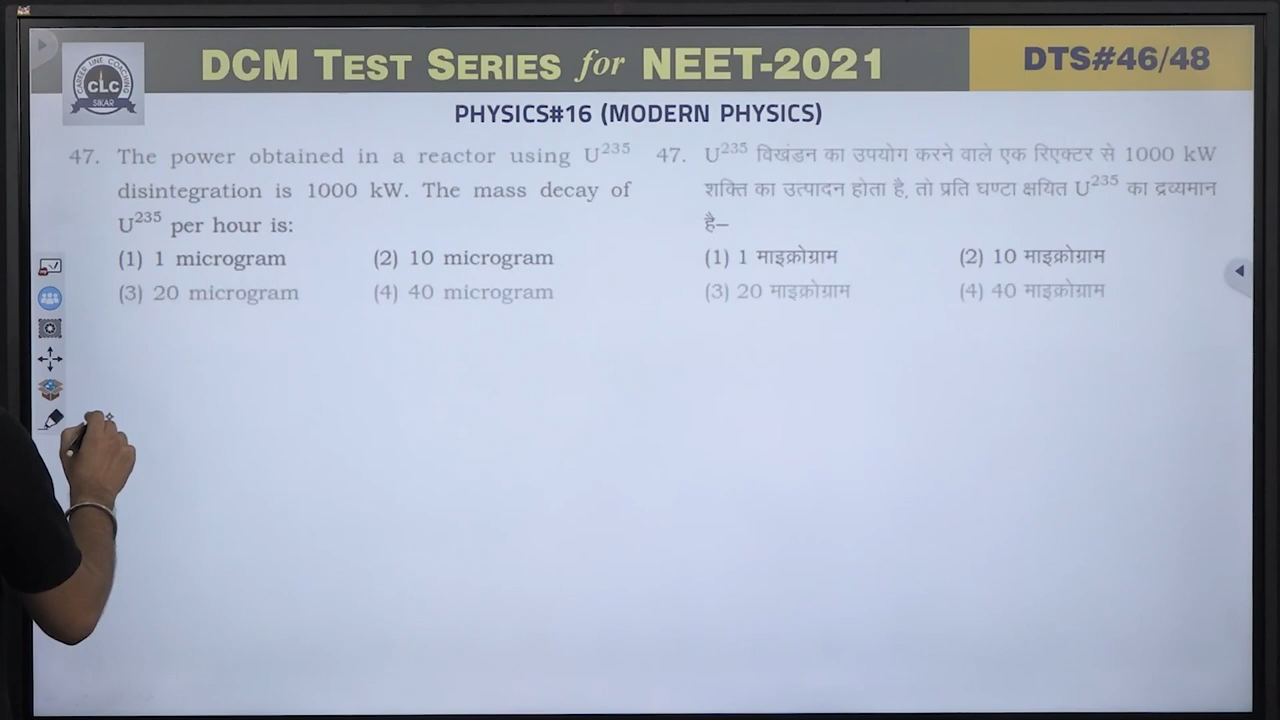 CAREER LINE COACHING
CLC
SIKAR
DCM TEST SERIES for NEET-2021
DTS#46/48
PHYSICS#16 (MODERN PHYSICS)
47. The power obtained in a reactor using U²³⁵
disintegration is 1000 kW. The mass decay of
U²³⁵ per hour is:
(1) 1 microgram (2) 10 microgram
(3) 20 microgram (4) 40 microgram
47. U²³⁵ विखंडन का उपयोग करने वाले एक रिएक्टर से 1000 kW
शक्ति का उत्पादन होता है, तो प्रति घण्टा क्षयित U²³⁵ का द्रव्यमान
है–
(1) 1 माइक्रोग्राम (2) 10 माइक्रोग्राम
(3) 20 माइक्रोग्राम (4) 40 माइक्रोग्राम